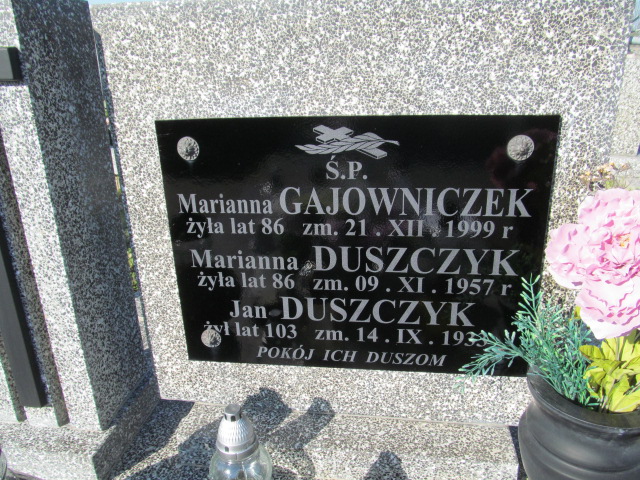 Ś.P.
Marianna GAJOWNICZEK
żyła lat 86 zm. 21 . XII . 1999 r
Marianna DUSZCZYK
żyła lat 86 zm. 09 . XI . 1957 r
Jan DUSZCZYK
żył lat 103 zm. 14 . IX .
POKÓJ ICH DUSZOM